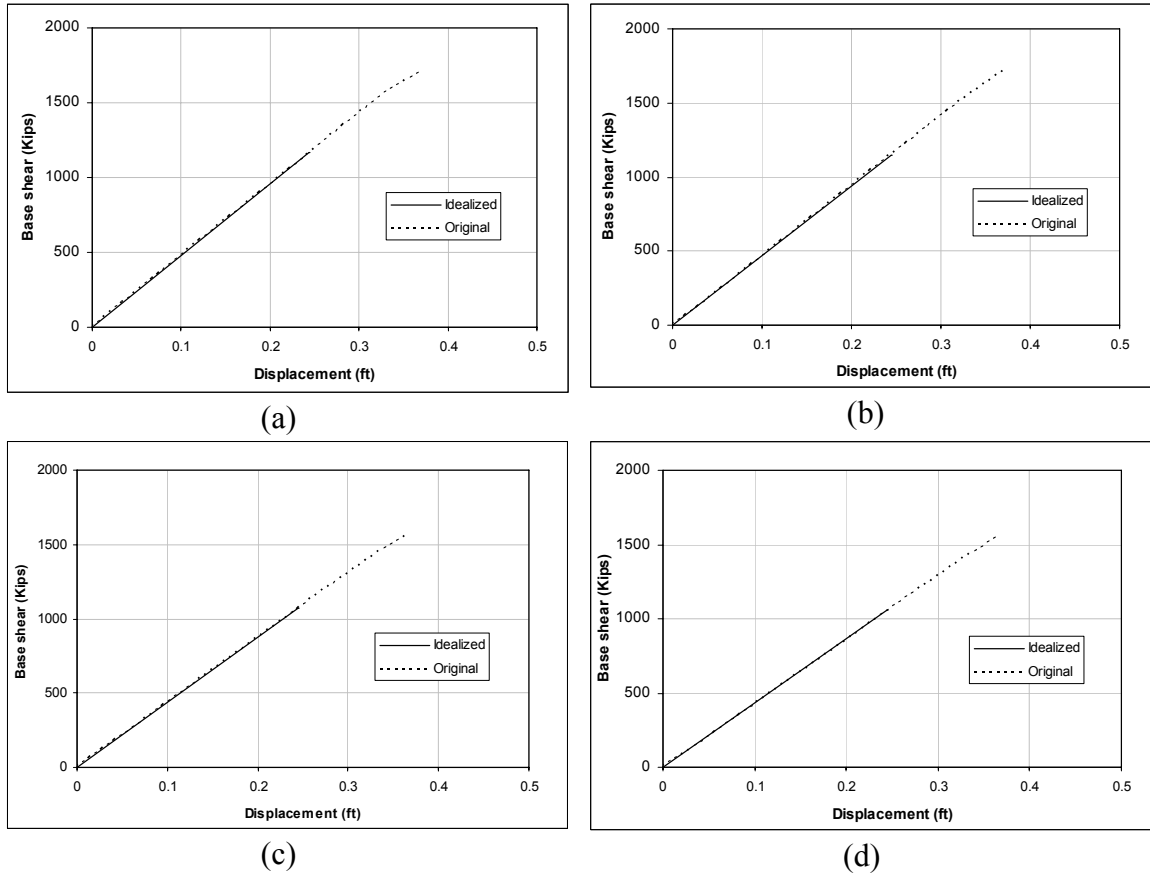 2000
1500
1000
500
0
Base shear (Kips)
Idealized
Original
0 0.1 0.2 0.3 0.4 0.5
Displacement (ft)
(a)
2000
1500
1000
500
0
Base shear (Kips)
Idealized
Original
0 0.1 0.2 0.3 0.4 0.5
Displacement (ft)
(b)
2000
1500
1000
500
0
Base shear (Kips)
Idealized
Original
0 0.1 0.2 0.3 0.4 0.5
Displacement (ft)
(c)
2000
1500
1000
500
0
Base shear (Kips)
Idealized
Original
0 0.1 0.2 0.3 0.4 0.5
Displacement (ft)
(d)